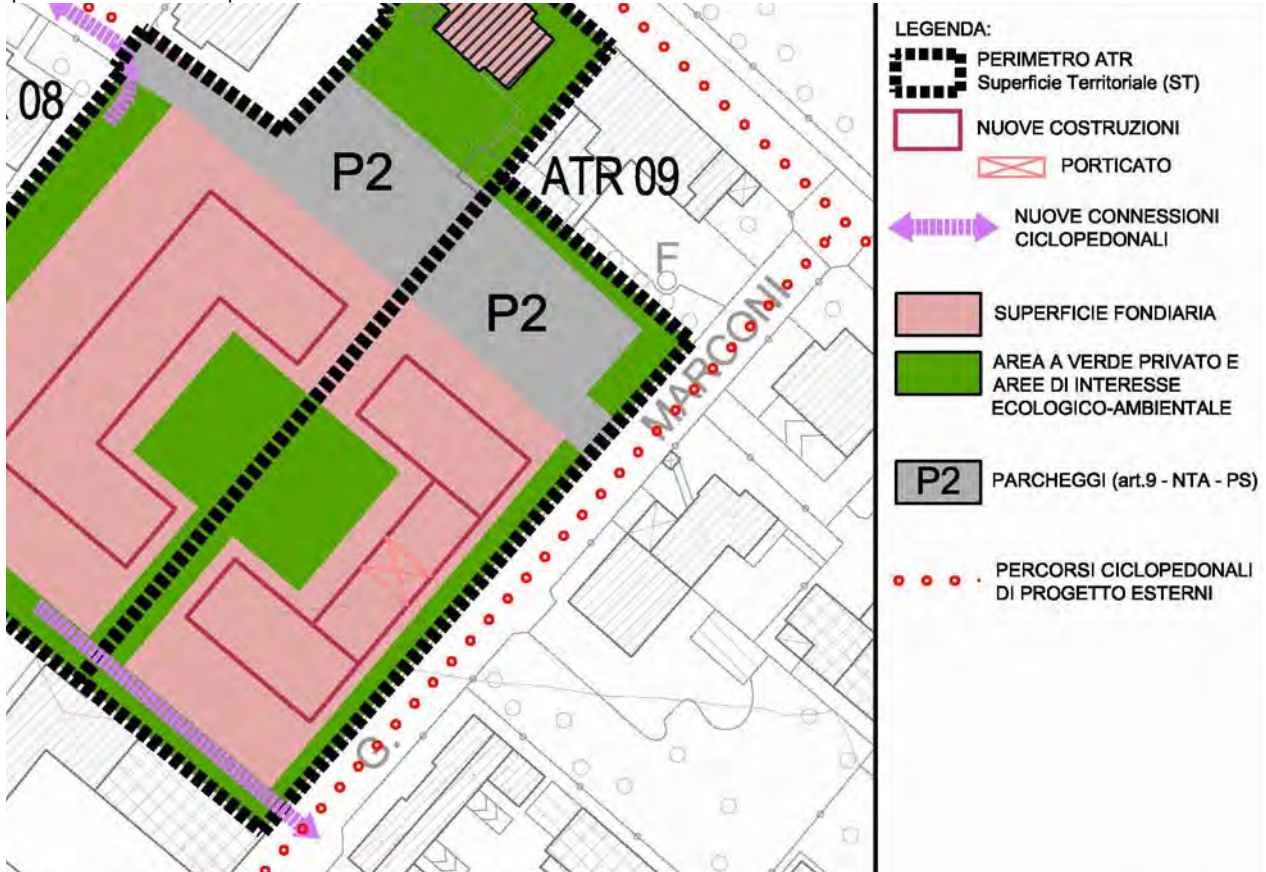 08
P2
ATR 09
F
P2
G. MARCONI
LEGENDA:
PERIMETRO ATR
Superficie Territoriale (ST)
NUOVE COSTRUZIONI
PORTICATO
NUOVE CONNESSIONI
CICLOPEDONALI
SUPERFICIE FONDIARIA
AREA A VERDE PRIVATO E
AREE DI INTERESSE
ECOLOGICO-AMBIENTALE
P2 PARCHEGGI (art.9 - NTA - PS)
PERCORSI CICLOPEDONALI
DI PROGETTO ESTERNI